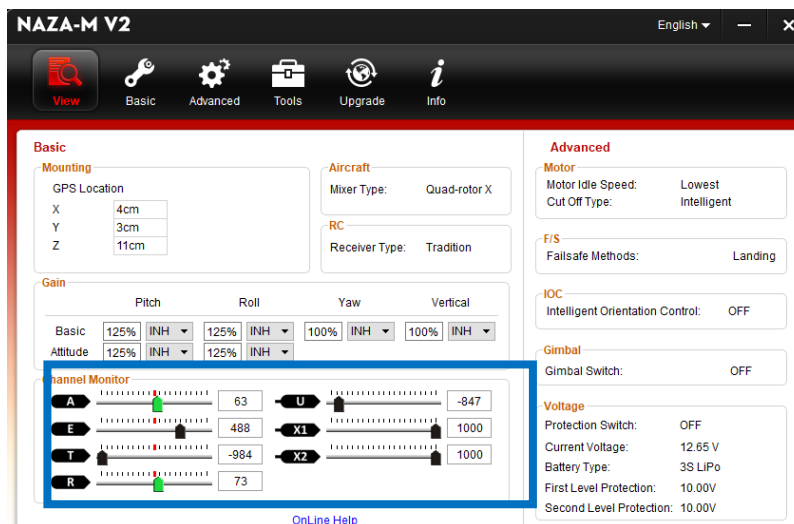 NAZA-M V2 English
View Basic Advanced Tools Upgrade Info
Basic
Mounting
GPS Location
X 4cm
Y 3cm
Z 11cm
Aircraft
Mixer Type: Quad-rotor X
RC
Receiver Type: Tradition
Gain
Pitch Roll Yaw Vertical
Basic 125% INH 125% INH 100% INH 100% INH
Attitude 125% INH 125% INH
Channel Monitor
A 63 U -847
E 488 X1 1000
T -984 X2 1000
R 73
OnLine Help
Advanced
Motor
Motor Idle Speed: Lowest
Cut Off Type: Intelligent
F/S
Failsafe Methods: Landing
IOC
Intelligent Orientation Control: OFF
Gimbal
Gimbal Switch: OFF
Voltage
Protection Switch: OFF
Current Voltage: 12.65 V
Battery Type: 3S LiPo
First Level Protection: 10.00V
Second Level Protection: 10.00V